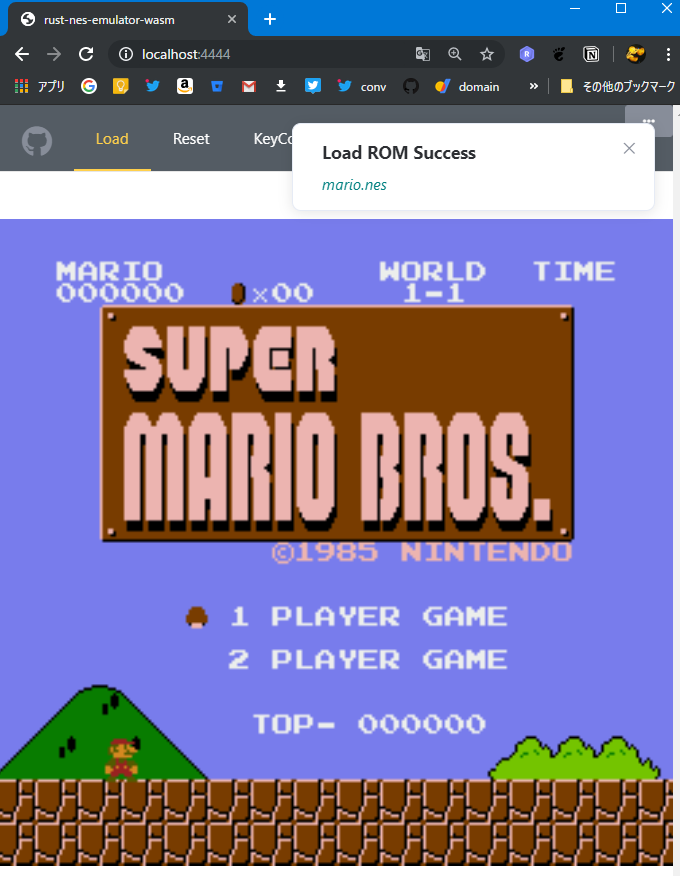 rust-nes-emulator-wasm
localhost:4444
アプリ conv domain » その他のブックマーク
Load Reset KeyCo
Load ROM Success
mario.nes
MARIO WORLD TIME
000000 ×00 1-1
SUPER
MARIO BROS.
©1985 NINTENDO
1 PLAYER GAME
2 PLAYER GAME
TOP- 000000